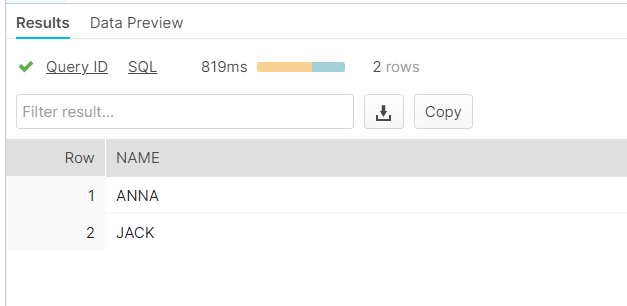 Results Data Preview
Query ID SQL 819ms 2 rows
Filter result... Copy
Row NAME
1 ANNA
2 JACK